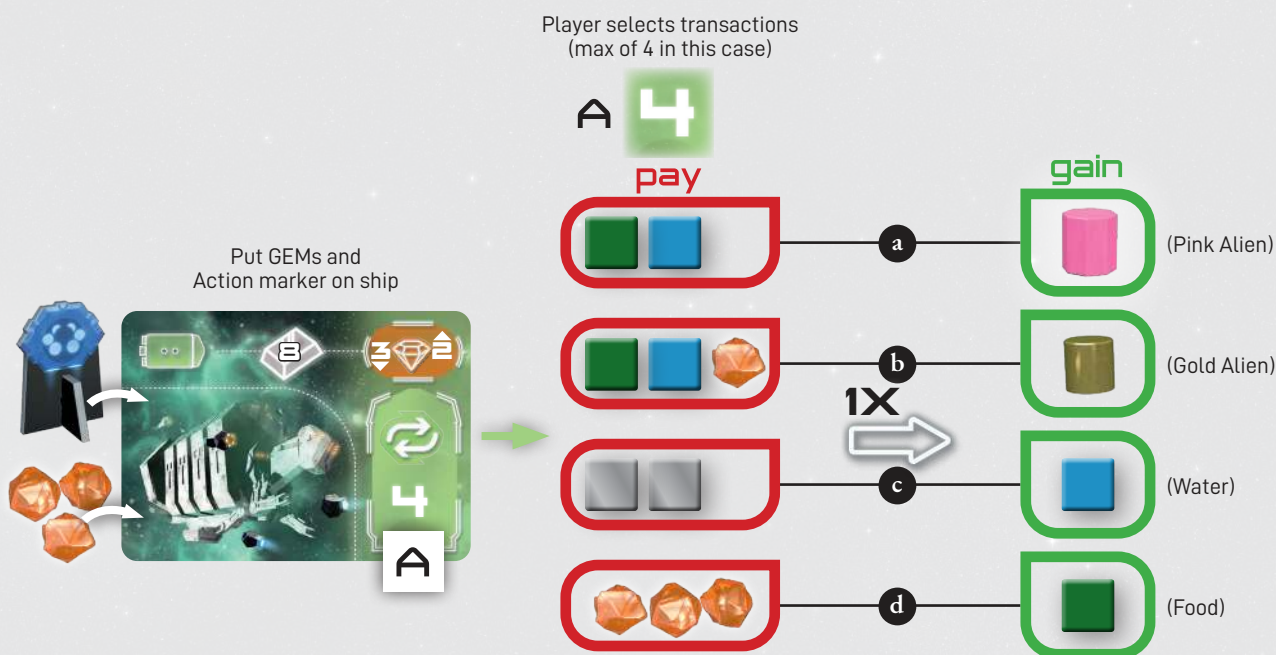 Player selects transactions
(max of 4 in this case)
A 4
pay
gain
a
(Pink Alien)
Put GEMs and
Action marker on ship
8
3 2
b
(Gold Alien)
1X
4
c
(Water)
A
d
(Food)